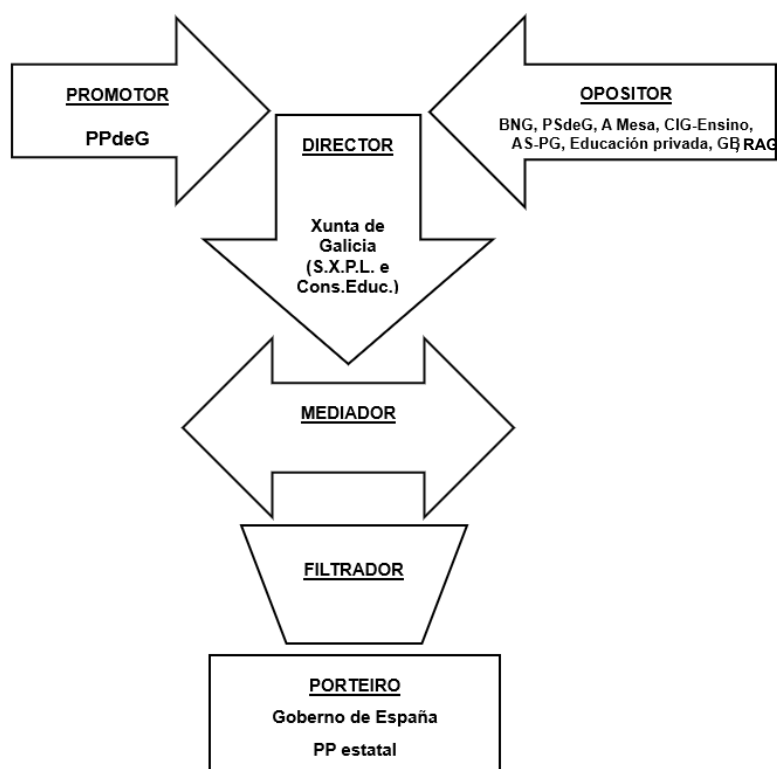 PROMOTOR
PPdeG
OPOSITOR
BNG, PSdeG, A Mesa, CIG-Ensino,
AS-PG, Educación privada, GB, RAG
DIRECTOR
Xunta de
Galicia
(S.X.P.L. e
Cons.Educ.)
MEDIADOR
FILTRADOR
PORTEIRO
Goberno de España
PP estatal